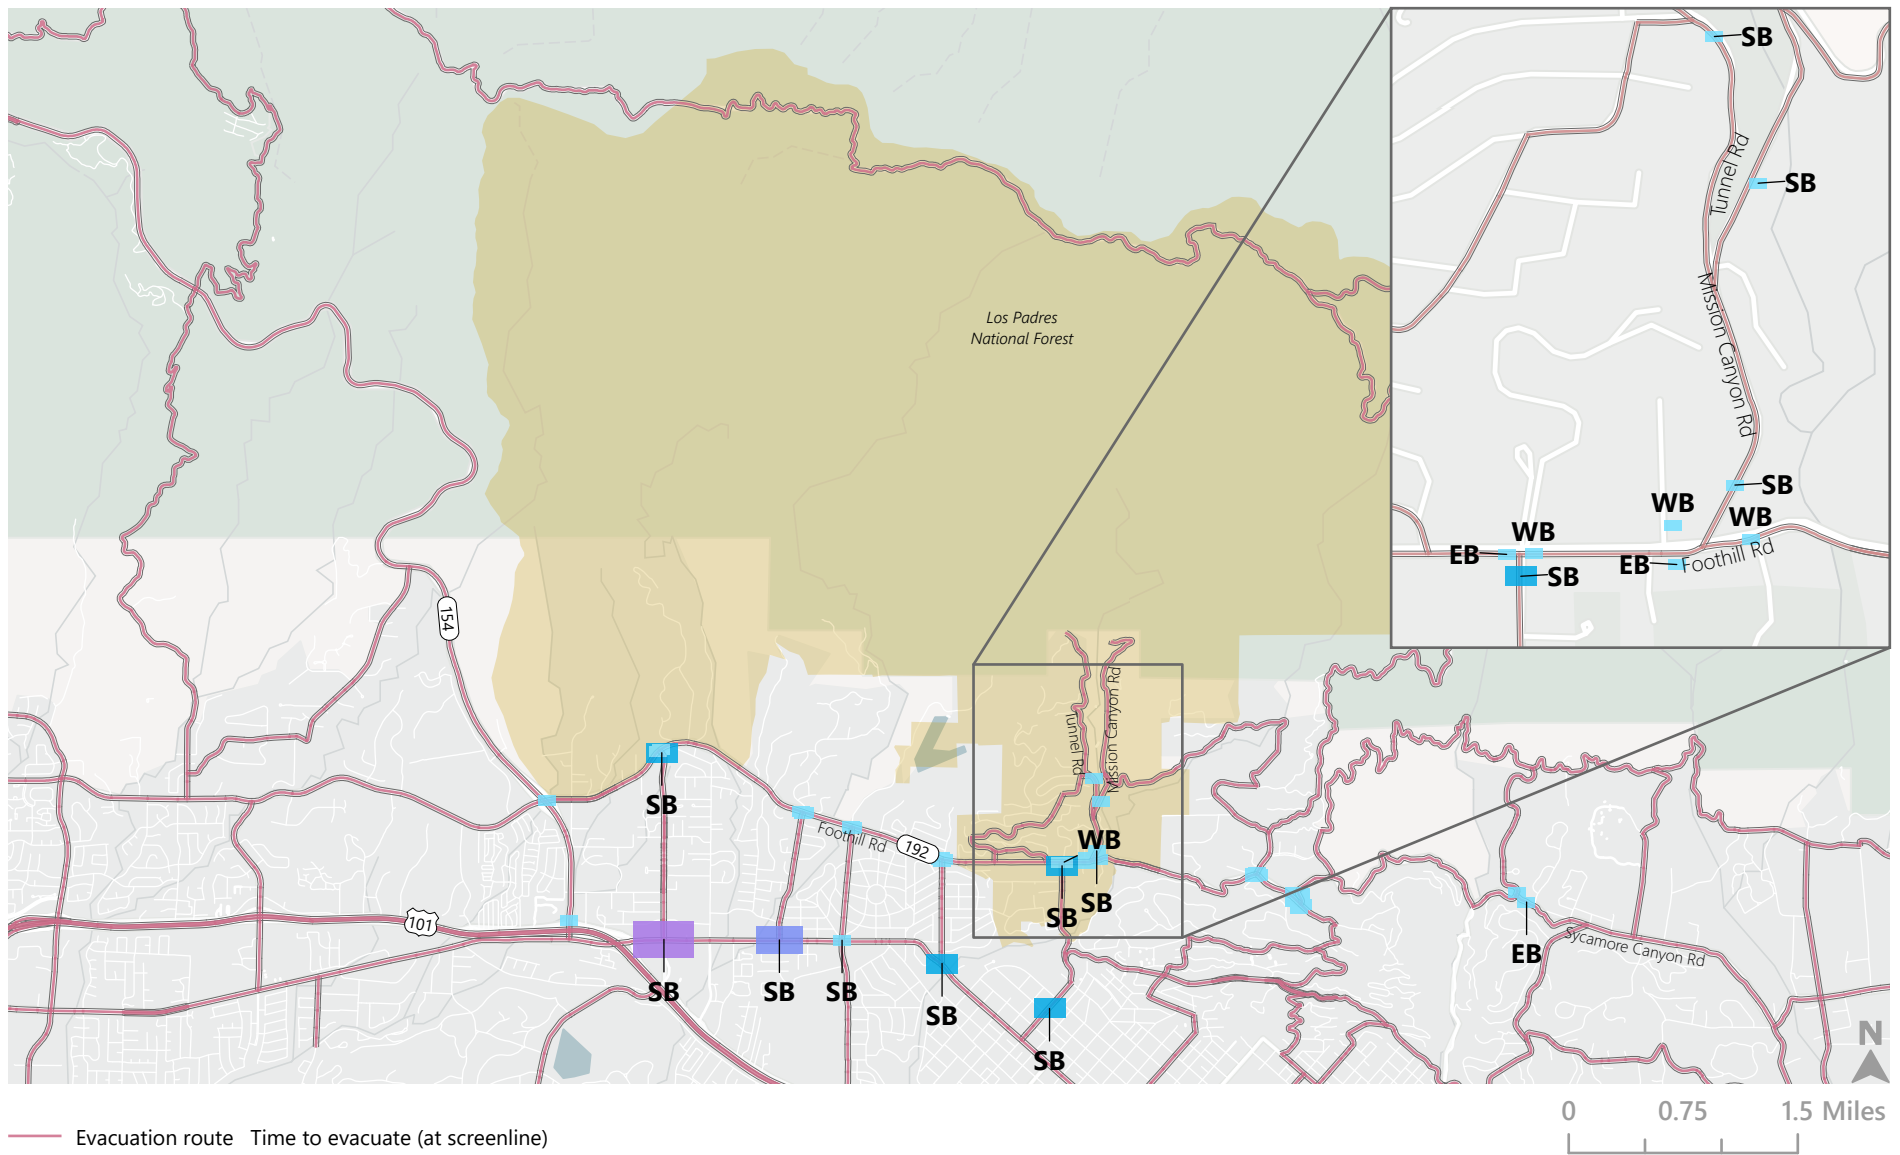 SB
Tunnel Rd
SB
Mission Canyon Rd
SB
WB
WB
WB
EB
EB
Foothill Rd
SB
Los Padres
National Forest
154
Tunnel Rd
Mission Canyon Rd
SB
Foothill Rd
192
WB
SB
SB
101
SB
SB
SB
SB
SB
EB
Sycamore Canyon Rd
N
0 0.75 1.5 Miles
Evacuation route Time to evacuate (at screenline)